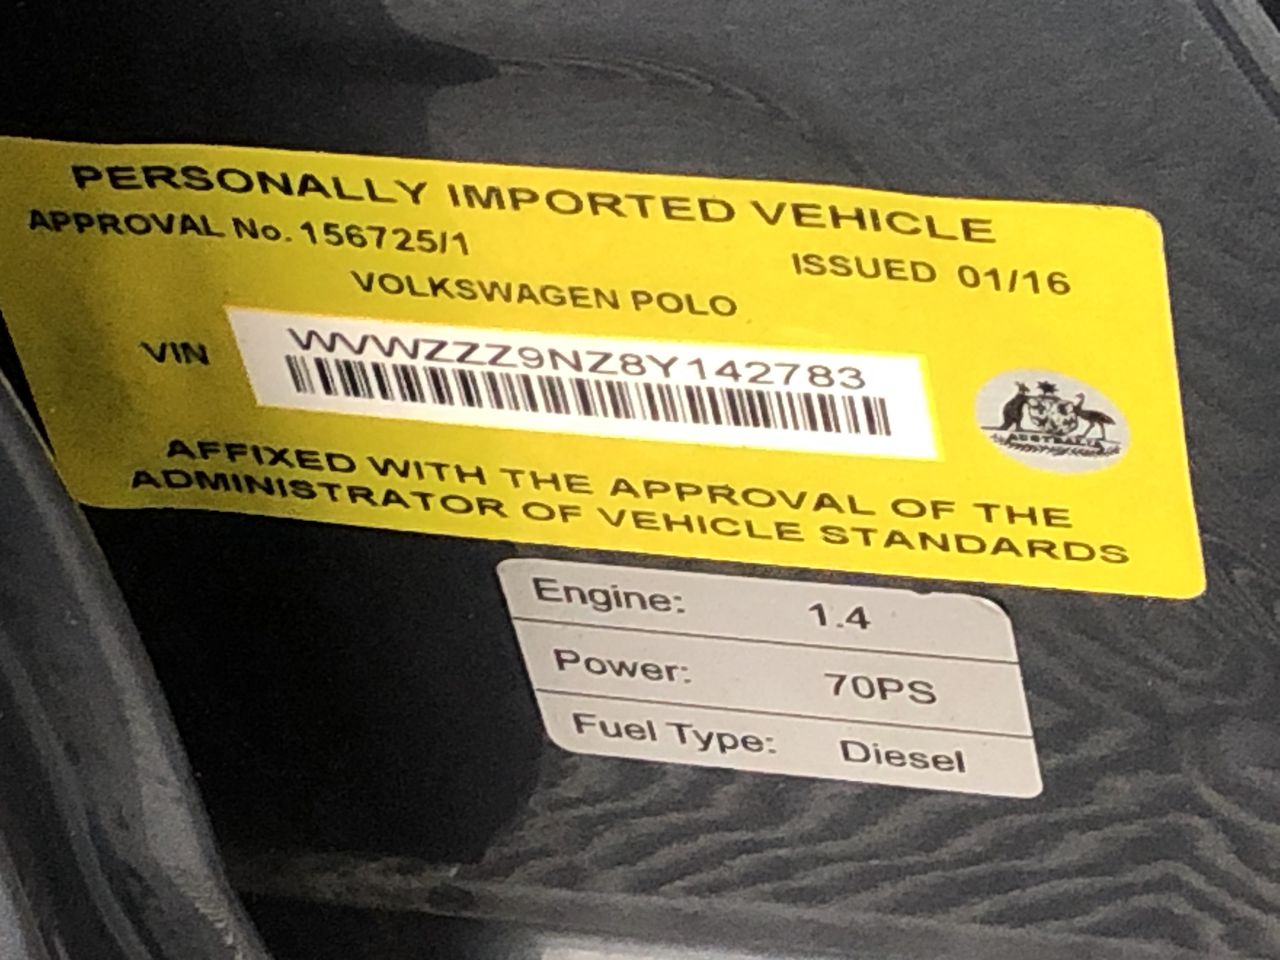 PERSONALLY IMPORTED VEHICLE
APPROVAL No. 156725/1
ISSUED 01/16
VOLKSWAGEN POLO
VIN WVWZZZ9NZ8Y142783
AUSTRALIA
AFFIXED WITH THE APPROVAL OF THE
ADMINISTRATOR OF VEHICLE STANDARDS
Engine: 1.4
Power: 70PS
Fuel Type: Diesel